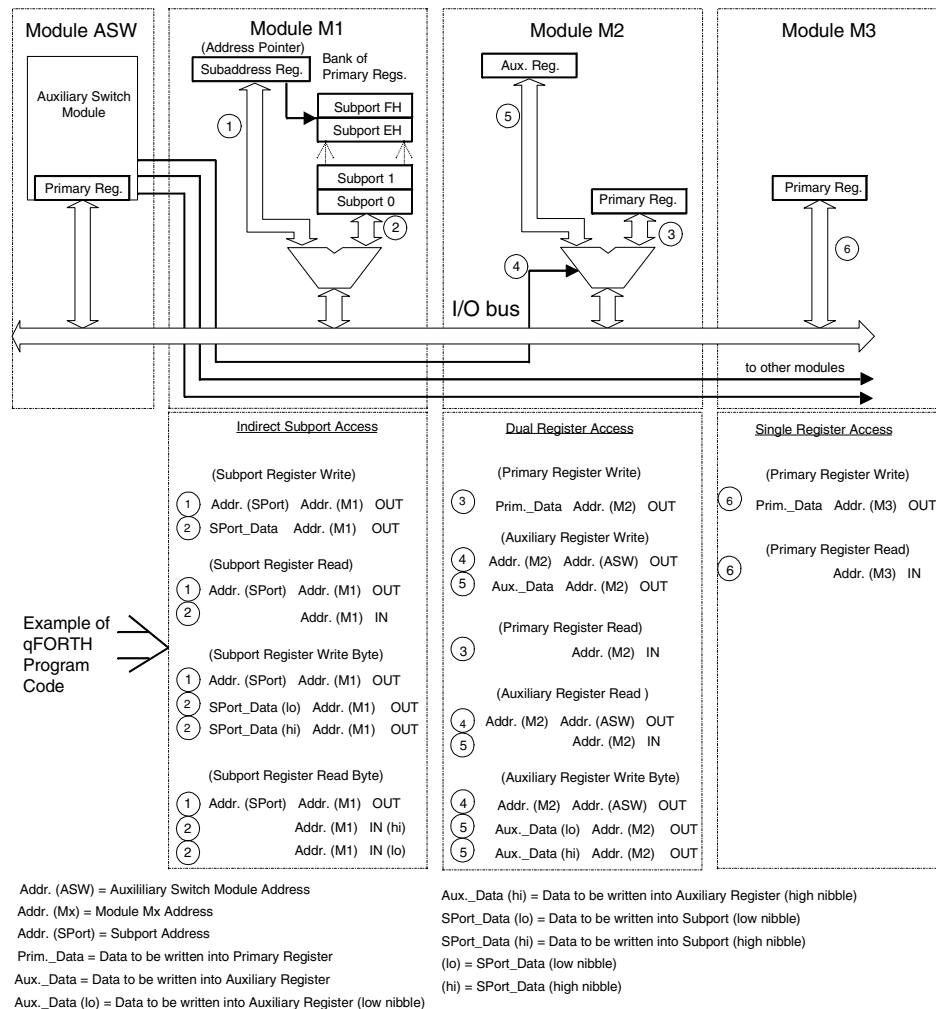 Module ASW
Auxiliary Switch
Module
Primary Reg.
Module M1
(Address Pointer)
Subaddress Reg.
Bank of
Primary Regs.
Subport FH
Subport EH
Subport 1
Subport 0
1
2
Module M2
Aux. Reg.
5
Primary Reg.
3
4
I/O bus
Module M3
Primary Reg.
6
to other modules
Example of
qFORTH
Program
Code
Indirect Subport Access
(Subport Register Write)
1 Addr. (SPort) Addr. (M1) OUT
2 SPort_Data Addr. (M1) OUT
(Subport Register Read)
1 Addr. (SPort) Addr. (M1) OUT
2 Addr. (M1) IN
(Subport Register Write Byte)
1 Addr. (SPort) Addr. (M1) OUT
2 SPort_Data (lo) Addr. (M1) OUT
2 SPort_Data (hi) Addr. (M1) OUT
(Subport Register Read Byte)
1 Addr. (SPort) Addr. (M1) OUT
2 Addr. (M1) IN (hi)
2 Addr. (M1) IN (lo)
Dual Register Access
(Primary Register Write)
3 Prim._Data Addr. (M2) OUT
(Auxiliary Register Write)
4 Addr. (M2) Addr. (ASW) OUT
5 Aux._Data Addr. (M2) OUT
(Primary Register Read)
3 Addr. (M2) IN
(Auxiliary Register Read )
4 Addr. (M2) Addr. (ASW) OUT
5 Addr. (M2) IN
(Auxiliary Register Write Byte)
4 Addr. (M2) Addr. (ASW) OUT
5 Aux._Data (lo) Addr. (M2) OUT
5 Aux._Data (hi) Addr. (M2) OUT
Single Register Access
(Primary Register Write)
6 Prim._Data Addr. (M3) OUT
(Primary Register Read)
6 Addr. (M3) IN
Addr. (ASW) = Auxililiary Switch Module Address
Addr. (Mx) = Module Mx Address
Addr. (SPort) = Subport Address
Prim._Data = Data to be written into Primary Register
Aux._Data = Data to be written into Auxiliary Register
Aux._Data (lo) = Data to be written into Auxiliary Register (low nibble)
Aux._Data (hi) = Data to be written into Auxiliary Register (high nibble)
SPort_Data (lo) = Data to be written into Subport (low nibble)
SPort_Data (hi) = Data to be written into Subport (high nibble)
(lo) = SPort_Data (low nibble)
(hi) = SPort_Data (high nibble)